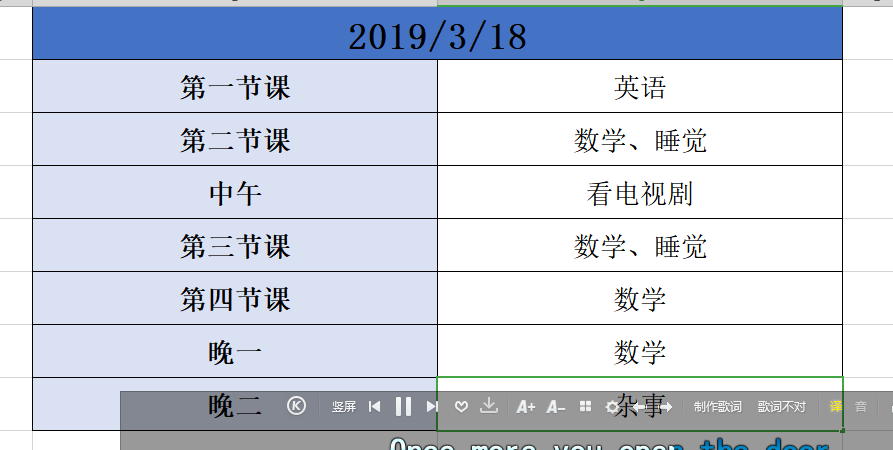 2019/3/18
第一节课 英语
第二节课 数学、睡觉
中午 看电视剧
第三节课 数学、睡觉
第四节课 数学
晚一 数学
晚二 杂事
K 竖屏 A+ A- 制作歌词 歌词不对 译 音
Once more you open the door